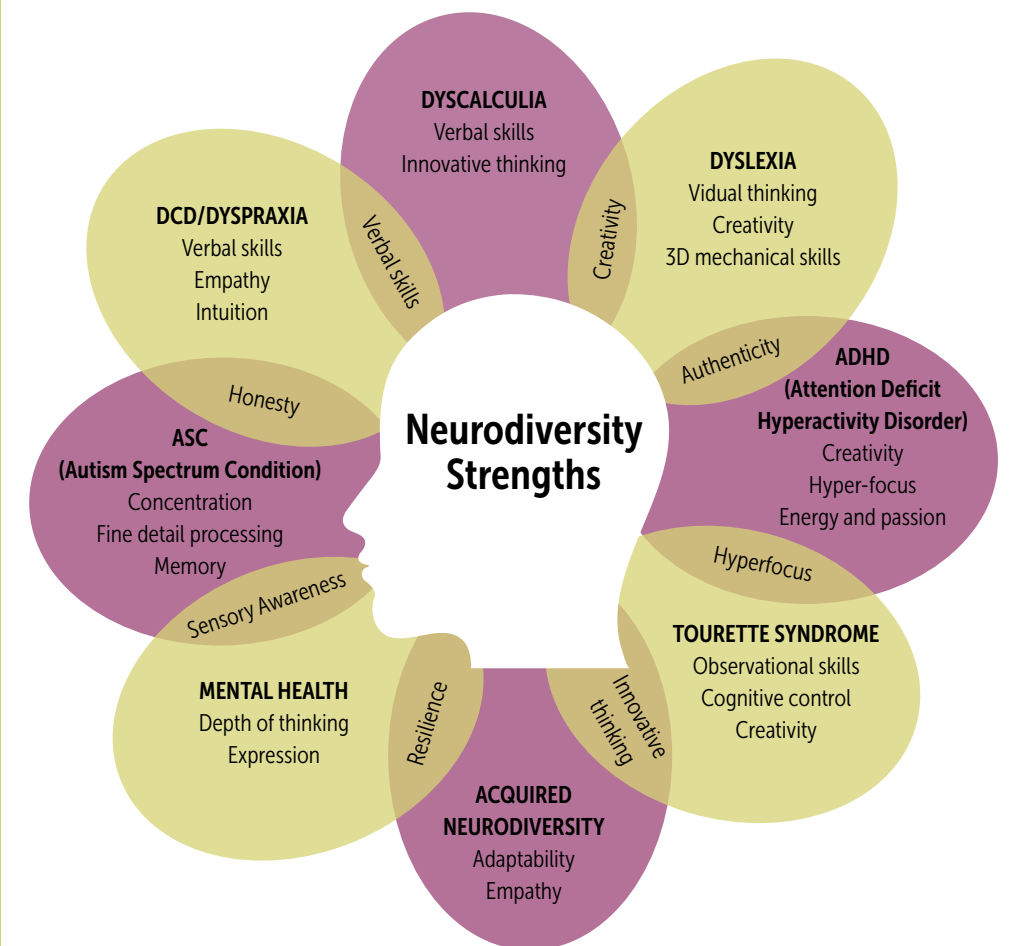 Neurodiversity
Strengths
DYSCALCULIA
Verbal skills
Innovative thinking
Creativity
DYSLEXIA
Vidual thinking
Creativity
3D mechanical skills
Authenticity
ADHD
(Attention Deficit
Hyperactivity Disorder)
Creativity
Hyper-focus
Energy and passion
Hyperfocus
TOURETTE SYNDROME
Observational skills
Cognitive control
Creativity
Innovative
thinking
ACQUIRED
NEURODIVERSITY
Adaptability
Empathy
Resilience
MENTAL HEALTH
Depth of thinking
Expression
Sensory Awareness
ASC
(Autism Spectrum Condition)
Concentration
Fine detail processing
Memory
Honesty
DCD/DYSPRAXIA
Verbal skills
Empathy
Intuition
Verbal skills